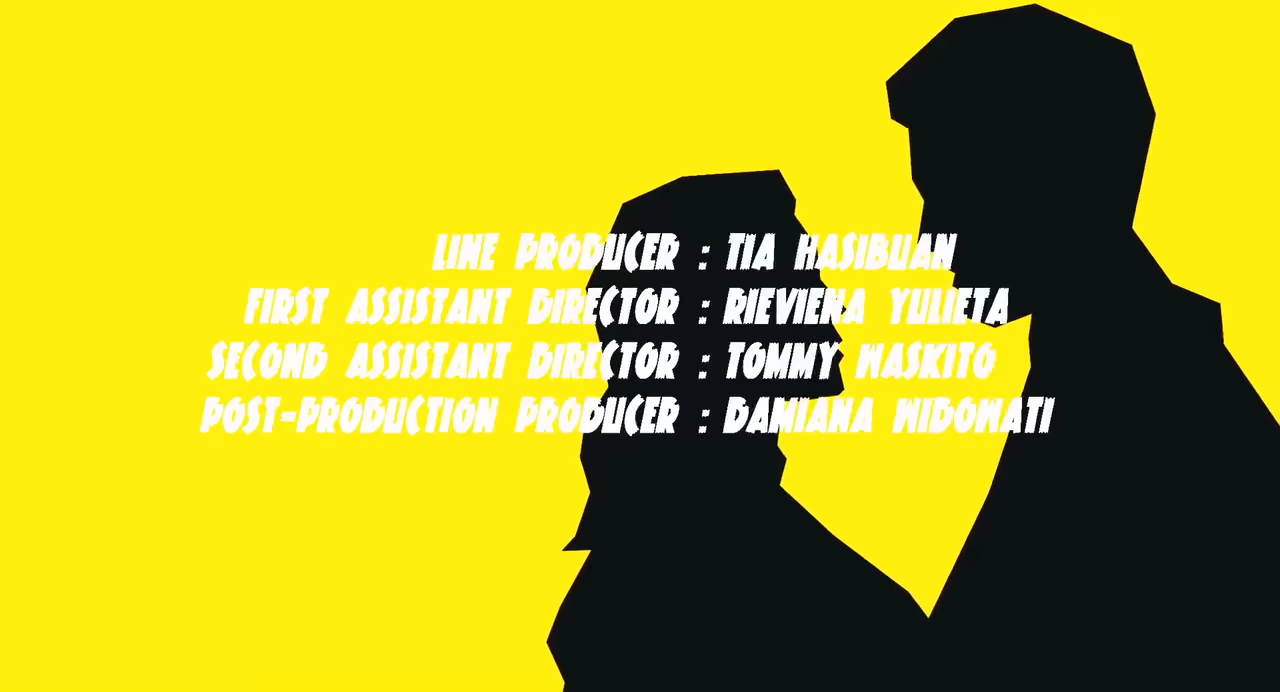 LINE PRODUCER : TIA HASIBUAN
FIRST ASSISTANT DIRECTOR : RIEVIENA YULIETA
SECOND ASSISTANT DIRECTOR : TOMMY WASKITO
POST-PRODUCTION PRODUCER : DAMIANA WIDOWATI